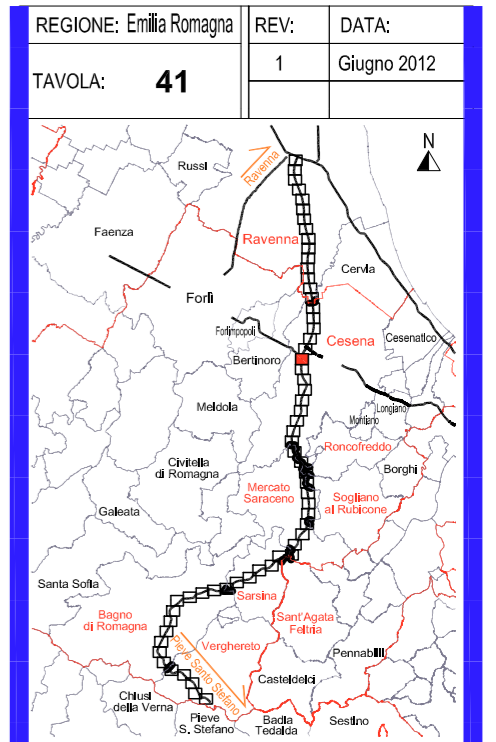 REGIONE: Emilia Romagna
REV:
DATA:
TAVOLA: 41
1
Giugno 2012
N
Russi
Ravenna
Faenza
Ravenna
Cervia
Forlì
Forlimpopoli
Cesena
Cesenatico
Bertinoro
Meldola
Longiano
Montiano
Roncofreddo
Civitella
di Romagna
Borghi
Mercato
Saraceno
Sogliano
al Rubicone
Galeata
Santa Sofia
Sarsina
Bagno
di Romagna
Sant'Agata
Feltria
Verghereto
Pieve Santo Stefano
Pennabilli
Casteldelci
Chiusi
della Verna
Pieve
S. Stefano
Badia
Tedalda
Sestino